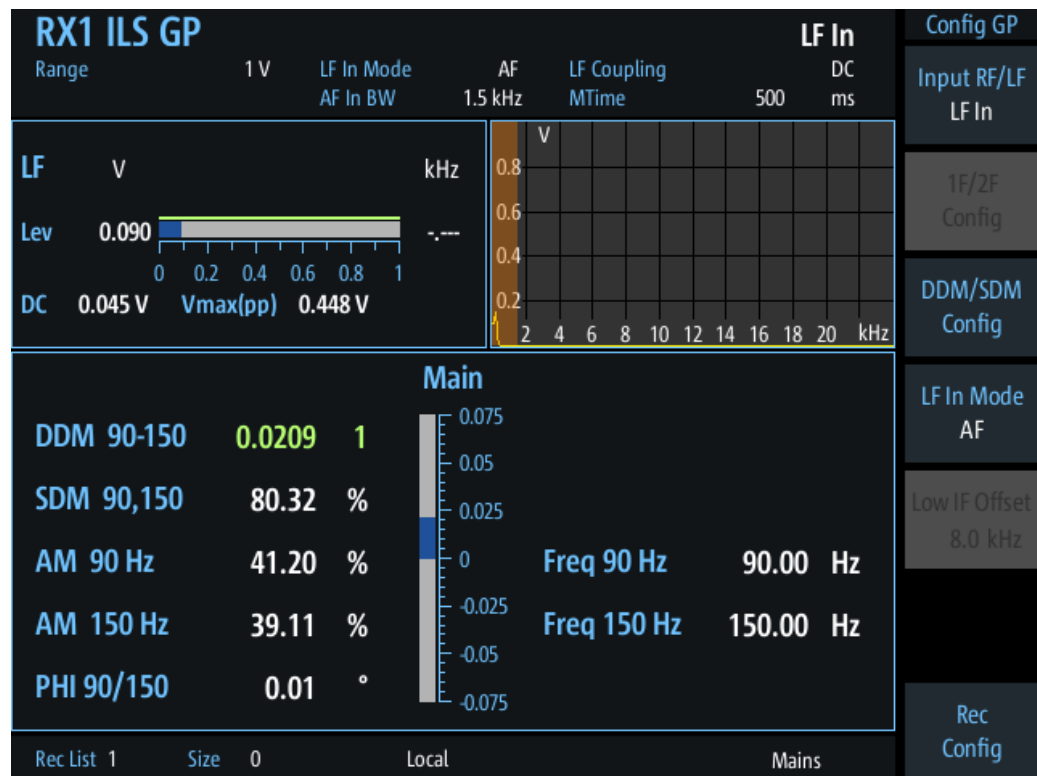 RX1 ILS GP LF In
Range 1 V LF In Mode AF LF Coupling DC
AF In BW 1.5 kHz MTime 500 ms
LF V kHz
Lev 0.090 -.---
0 0.2 0.4 0.6 0.8 1
DC 0.045 V Vmax(pp) 0.448 V
V
0.8
0.6
0.4
0.2
2 4 6 8 10 12 14 16 18 20 kHz
Main
DDM 90-150 0.0209 1
SDM 90,150 80.32 %
AM 90 Hz 41.20 %
AM 150 Hz 39.11 %
PHI 90/150 0.01 °
0.075
0.05
0.025
0
-0.025
-0.05
-0.075
Freq 90 Hz 90.00 Hz
Freq 150 Hz 150.00 Hz
Rec List 1 Size 0 Local Mains
Config GP
Input RF/LF
LF In
1F/2F
Config
DDM/SDM
Config
LF In Mode
AF
Low IF Offset
8.0 kHz
Rec
Config